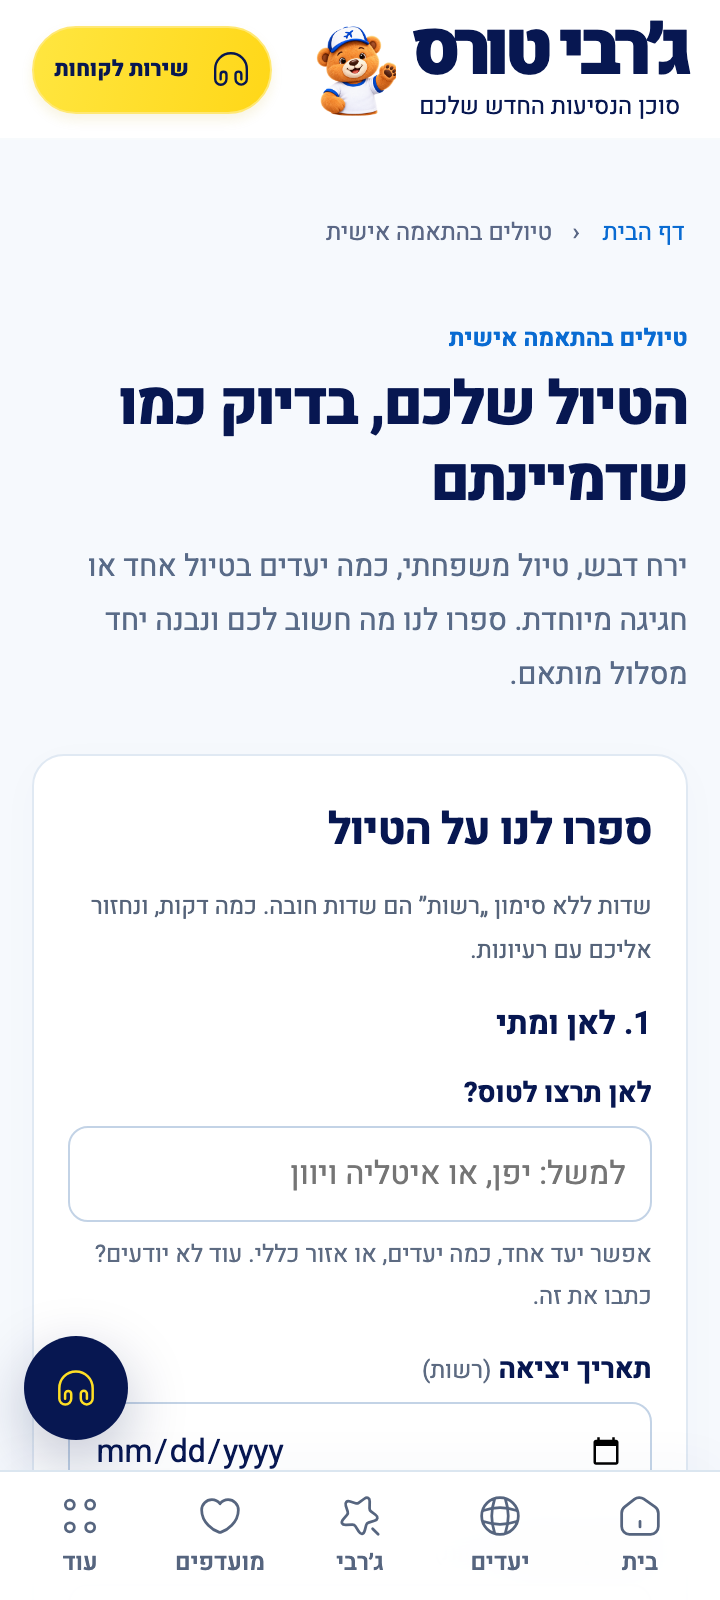 ג׳רבי טורס
סוכן הנסיעות החדש שלכם
שירות לקוחות
דף הבית › טיולים בהתאמה אישית
טיולים בהתאמה אישית
הטיול שלכם, בדיוק כמו
שדמיינתם
ירח דבש, טיול משפחתי, כמה יעדים בטיול אחד או
חגיגה מיוחדת. ספרו לנו מה חשוב לכם ונבנה יחד
מסלול מותאם.
ספרו לנו על הטיול
שדות ללא סימון „רשות” הם שדות חובה. כמה דקות, ונחזור
אליכם עם רעיונות.
1. לאן ומתי
לאן תרצו לטוס?
למשל: יפן, או איטליה ויוון
אפשר יעד אחד, כמה יעדים, או אזור כללי. עוד לא יודעים?
כתבו את זה.
תאריך יציאה (רשות)
mm/dd/yyyy
בית
יעדים
ג׳רבי
מועדפים
עוד